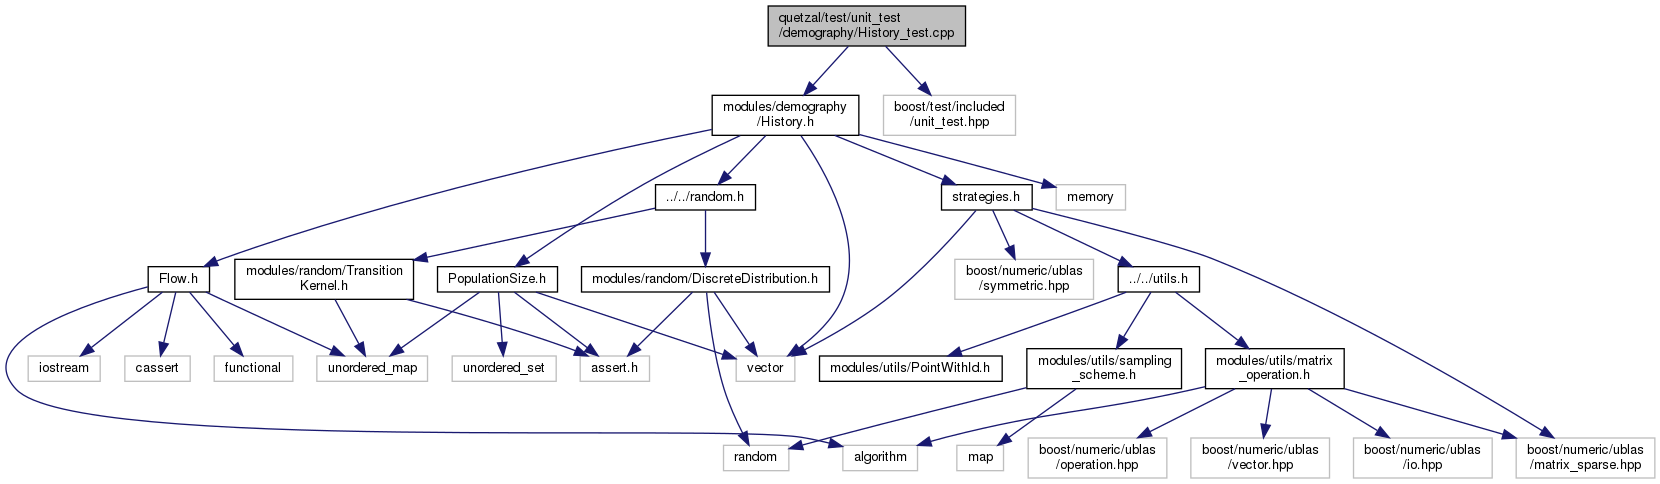 quetzal/test/unit_test
/demography/History_test.cpp
modules/demography
/History.h
boost/test/included
/unit_test.hpp
../../random.h
strategies.h
memory
Flow.h
modules/random/Transition
Kernel.h
PopulationSize.h
modules/random/DiscreteDistribution.h
boost/numeric/ublas
/symmetric.hpp
../../utils.h
iostream
cassert
functional
unordered_map
unordered_set
assert.h
vector
modules/utils/PointWithId.h
modules/utils/sampling
_scheme.h
modules/utils/matrix
_operation.h
random
algorithm
map
boost/numeric/ublas
/operation.hpp
boost/numeric/ublas
/vector.hpp
boost/numeric/ublas
/io.hpp
boost/numeric/ublas
/matrix_sparse.hpp